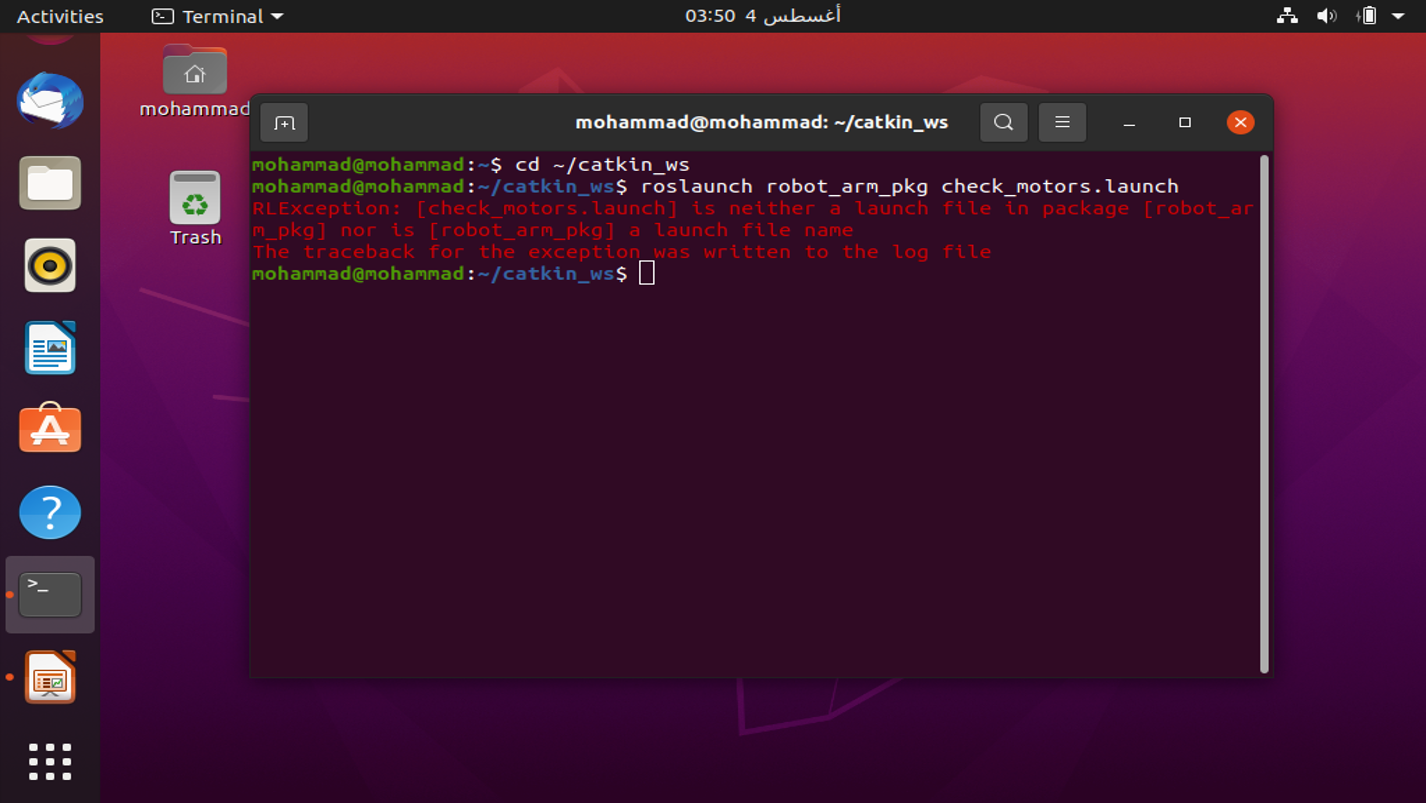 Activities
Terminal
أغسطس 4 03:50
mohammad
Trash
mohammad@mohammad: ~/catkin_ws
mohammad@mohammad:~$ cd ~/catkin_ws
mohammad@mohammad:~/catkin_ws$ roslaunch robot_arm_pkg check_motors.launch
RLException: [check_motors.launch] is neither a launch file in package [robot_ar
m_pkg] nor is [robot_arm_pkg] a launch file name
The traceback for the exception was written to the log file
mohammad@mohammad:~/catkin_ws$